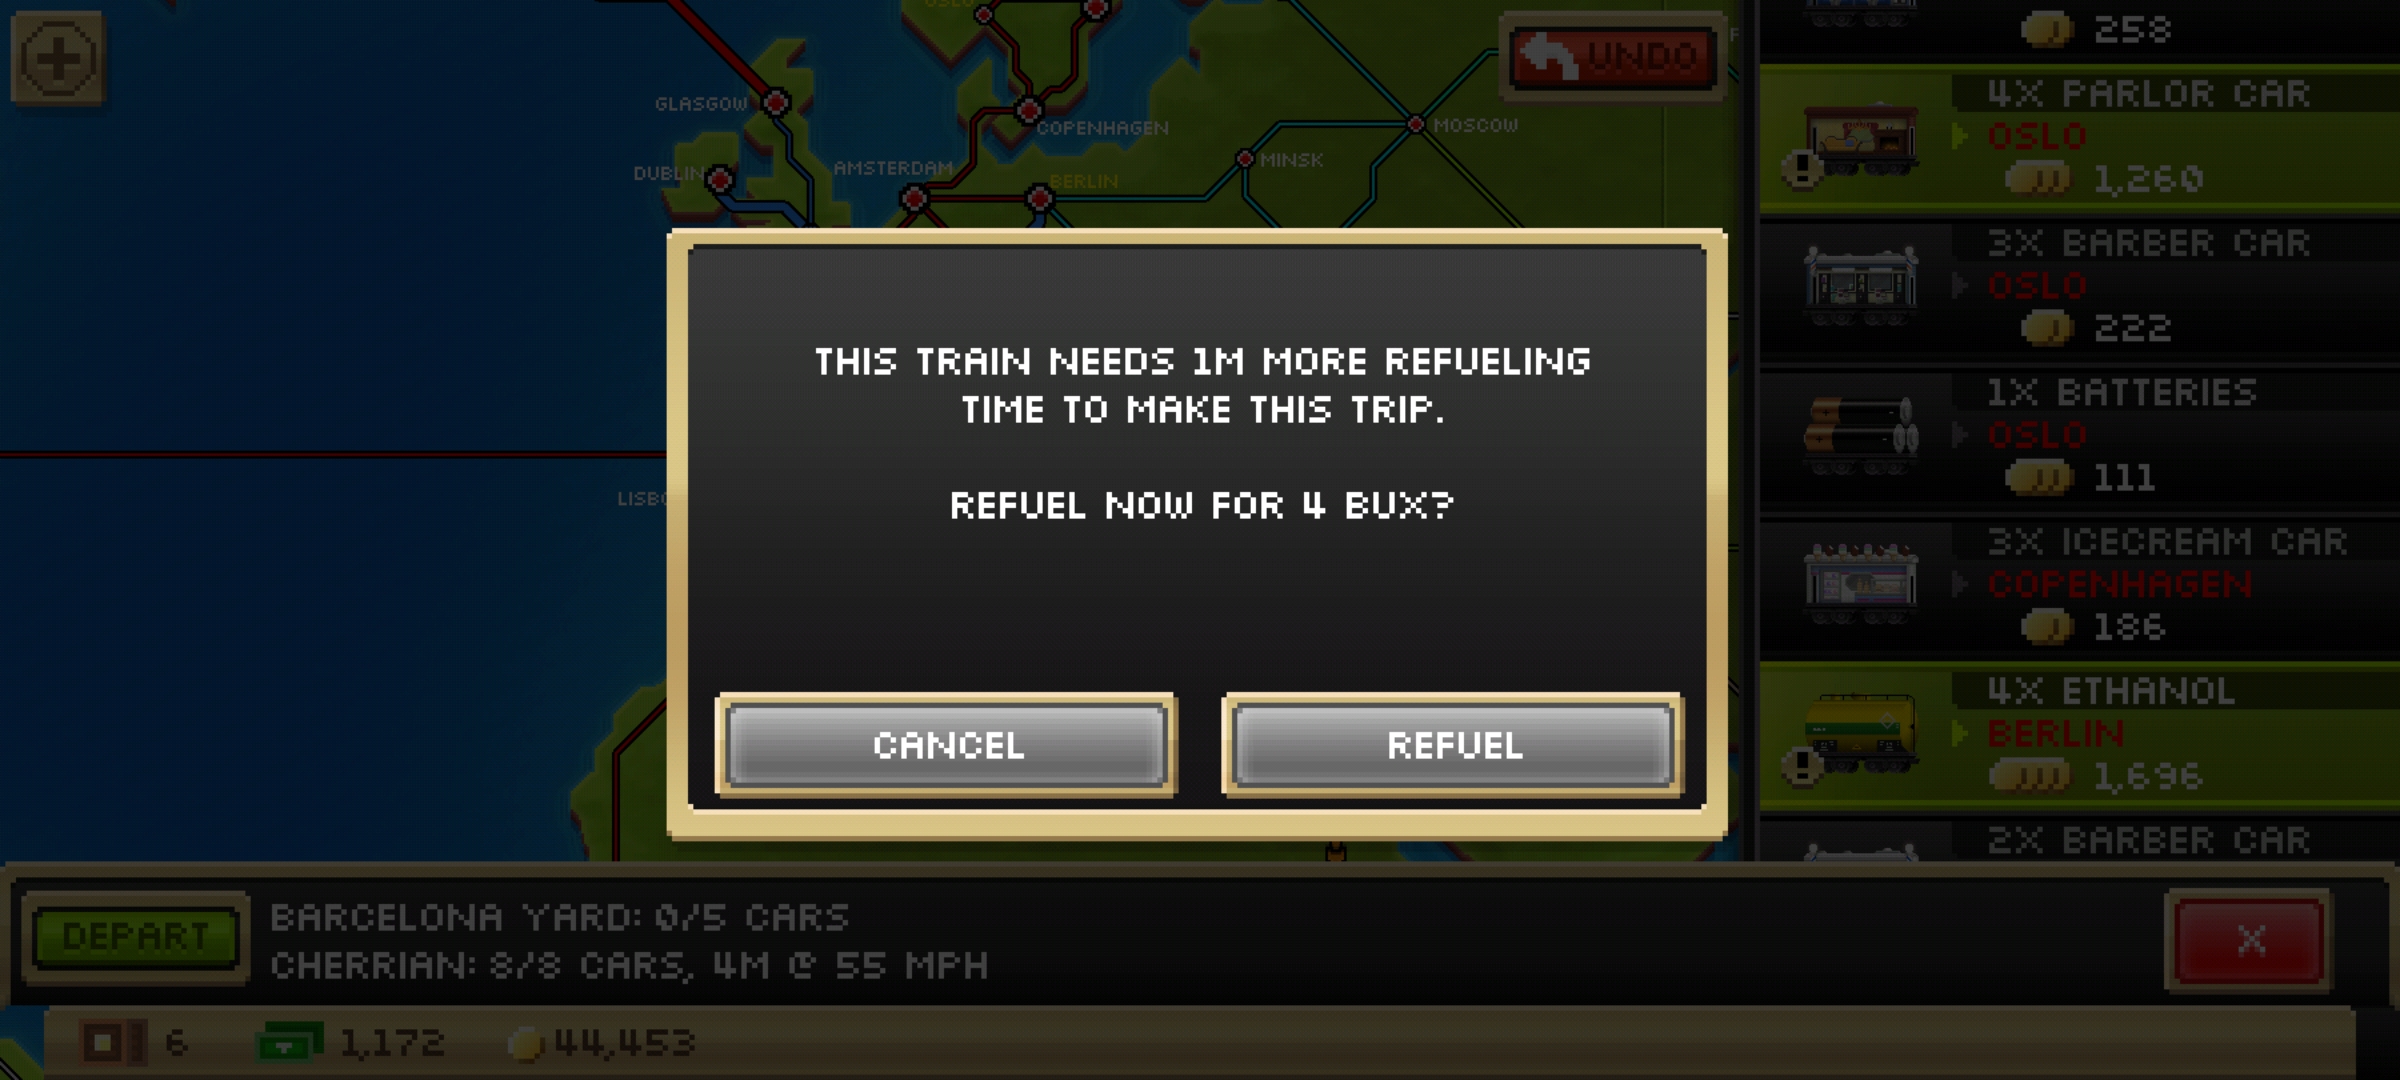 OSLO
UNDO
GLASGOW
COPENHAGEN
MOSCOW
DUBLIN
AMSTERDAM
BERLIN
MINSK
258
4X PARLOR CAR
OSLO
1,260
3X BARBER CAR
OSLO
222
1X BATTERIES
OSLO
111
3X ICECREAM CAR
COPENHAGEN
186
4X ETHANOL
BERLIN
1,696
2X BARBER CAR
THIS TRAIN NEEDS 1M MORE REFUELING
TIME TO MAKE THIS TRIP.
REFUEL NOW FOR 4 BUX?
CANCEL
REFUEL
DEPART
BARCELONA YARD: 0/5 CARS
CHERRIAN: 8/8 CARS, 4M @ 55 MPH
X
6
1,172
44,453